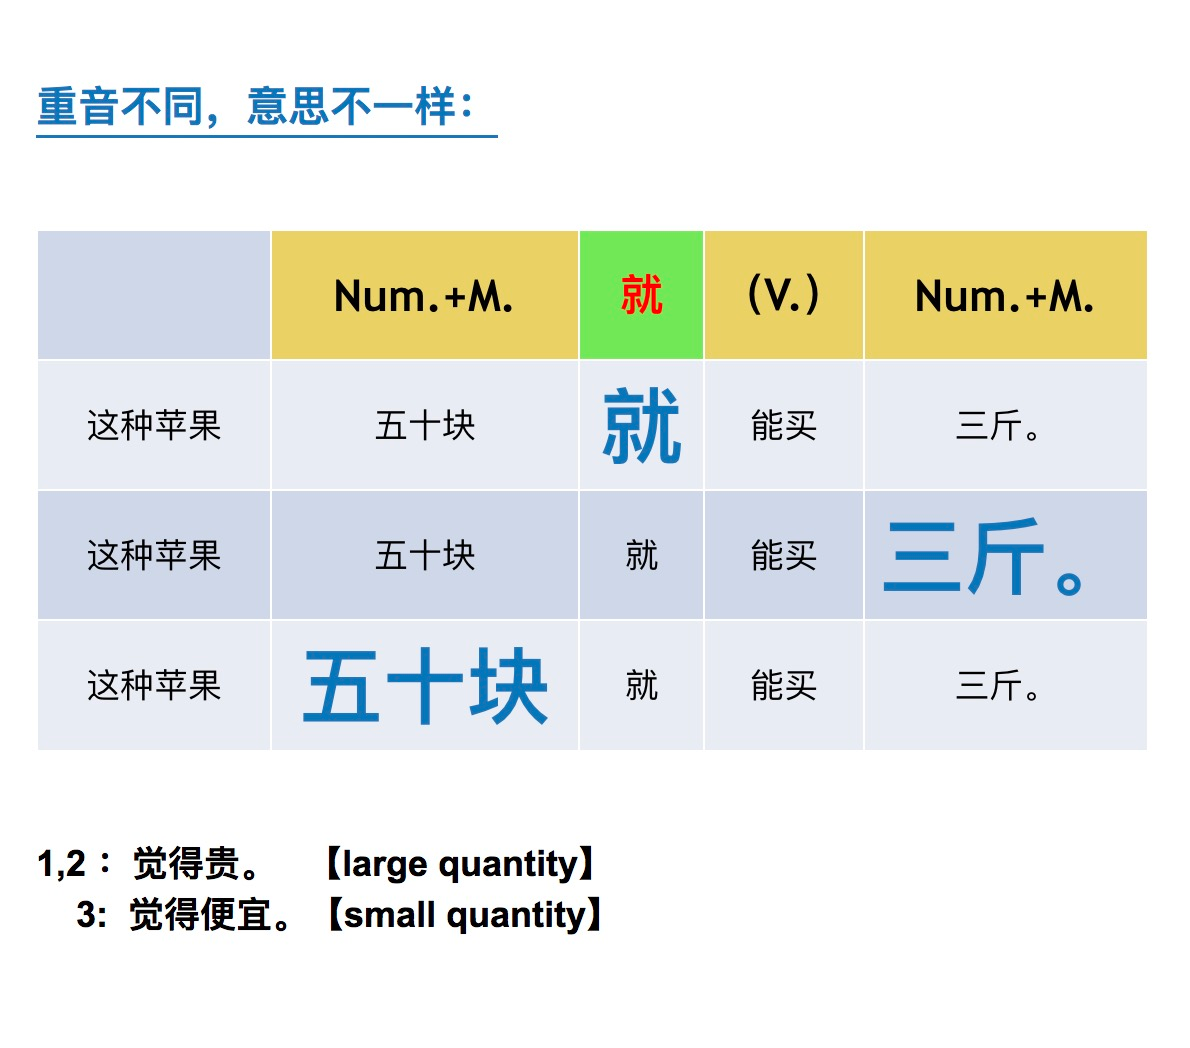 重音不同，意思不一样：
Num.+M. 就 （V.） Num.+M.
这种苹果 五十块 就 能买 三斤。
这种苹果 五十块 就 能买 三斤。
这种苹果 五十块 就 能买 三斤。
1,2： 觉得贵。 【large quantity】
3: 觉得便宜。【small quantity】